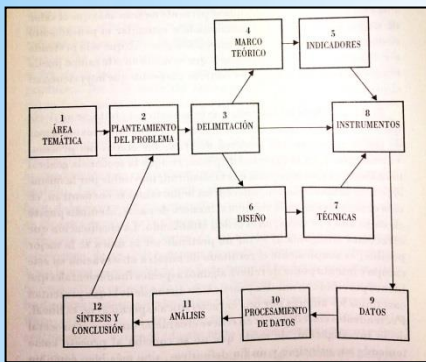 1
ÁREA
TEMÁTICA
2
PLANTEAMIENTO
DEL PROBLEMA
3
DELIMITACIÓN
4
MARCO
TEÓRICO
5
INDICADORES
6
DISEÑO
7
TÉCNICAS
8
INSTRUMENTOS
9
DATOS
10
PROCESAMIENTO
DE DATOS
11
ANÁLISIS
12
SÍNTESIS Y
CONCLUSIÓN